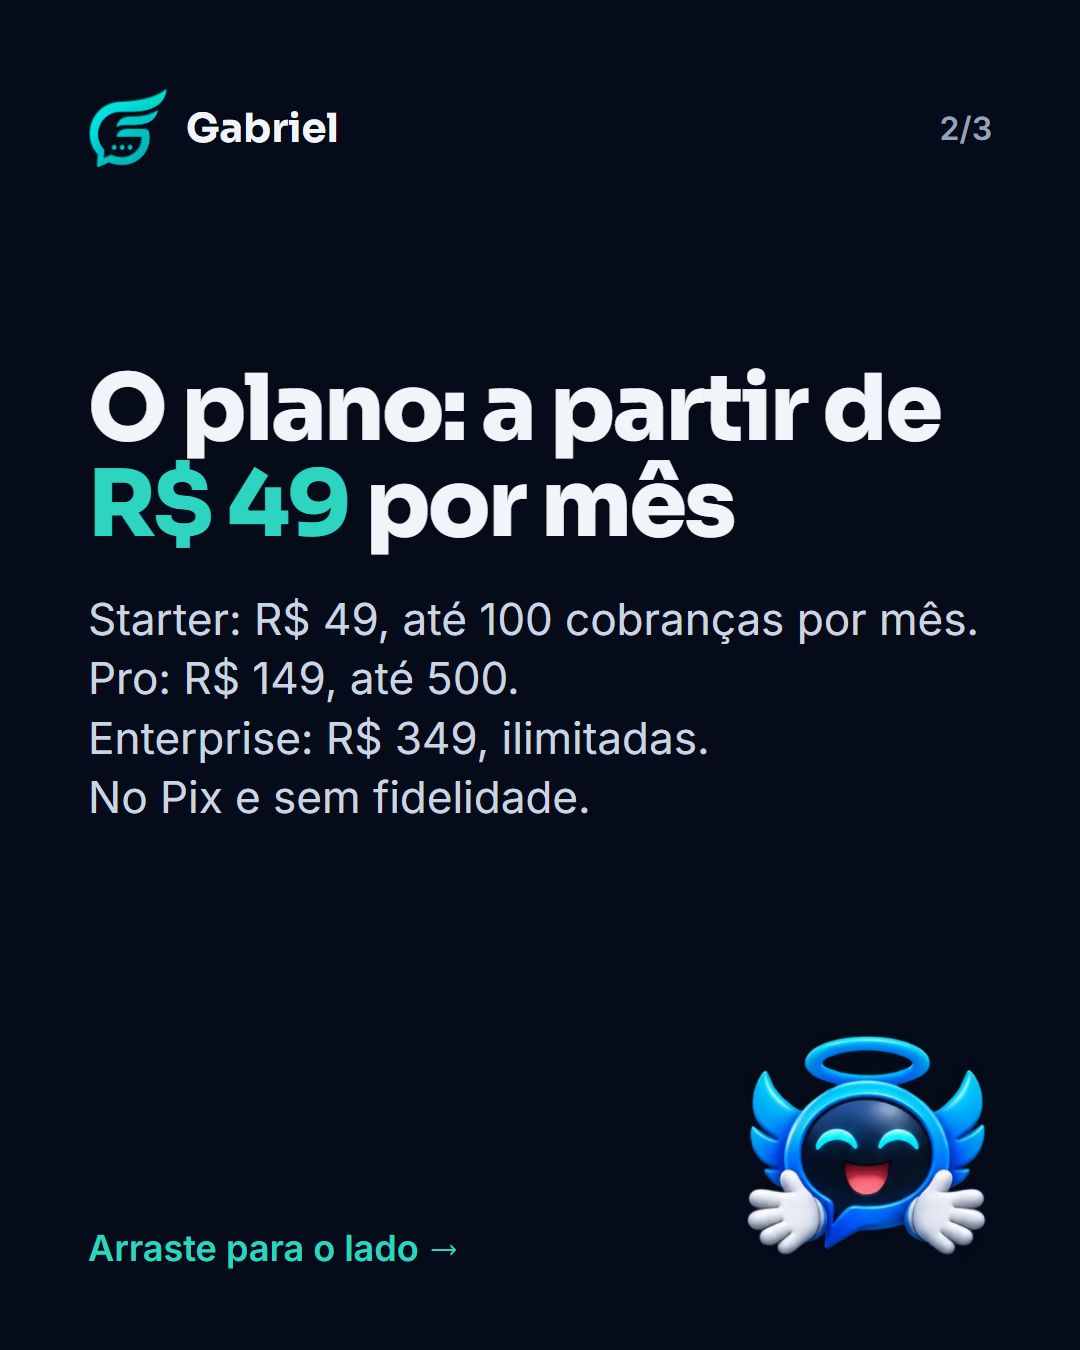 Gabriel
2/3
O plano: a partir de
R$ 49 por mês
Starter: R$ 49, até 100 cobranças por mês.
Pro: R$ 149, até 500.
Enterprise: R$ 349, ilimitadas.
No Pix e sem fidelidade.
Arraste para o lado →